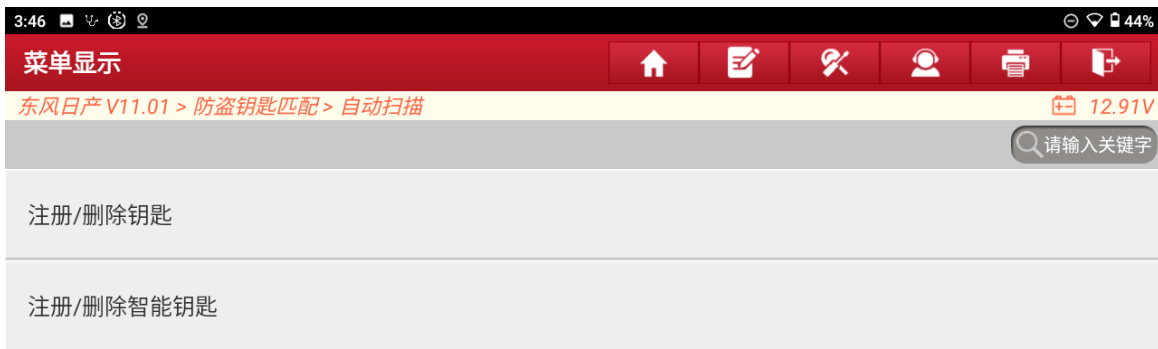 3:46 44%
菜单显示
东风日产 V11.01 > 防盗钥匙匹配 > 自动扫描 12.91V
请输入关键字
注册/删除钥匙
注册/删除智能钥匙